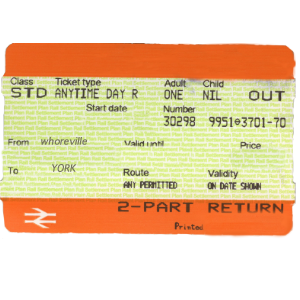 Class Ticket type Adult Child
STD ANYTIME DAY R ONE NIL OUT
Start date Number
30298 9951*3701-70
From whoreville Valid until Price
To YORK Route Validity
ANY PERMITTED ON DATE SHOWN
2-PART RETURN
Printed